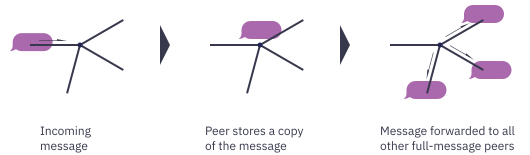 Incoming
message
Peer stores a copy
of the message
Message forwarded to all
other full-message peers